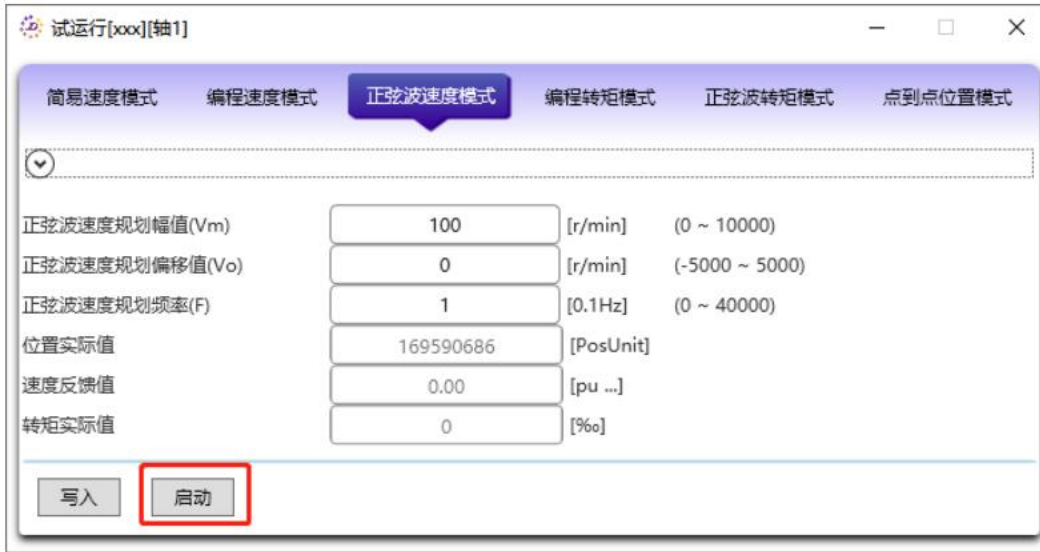 试运行[xxx][轴1]
简易速度模式 编程速度模式 正弦波速度模式 编程转矩模式 正弦波转矩模式 点到点位置模式
正弦波速度规划幅值(Vm) 100 [r/min] (0 ~ 10000)
正弦波速度规划偏移值(Vo) 0 [r/min] (-5000 ~ 5000)
正弦波速度规划频率(F) 1 [0.1Hz] (0 ~ 40000)
位置实际值 169590686 [PosUnit]
速度反馈值 0.00 [pu ...]
转矩实际值 0 [‰]
写入 启动